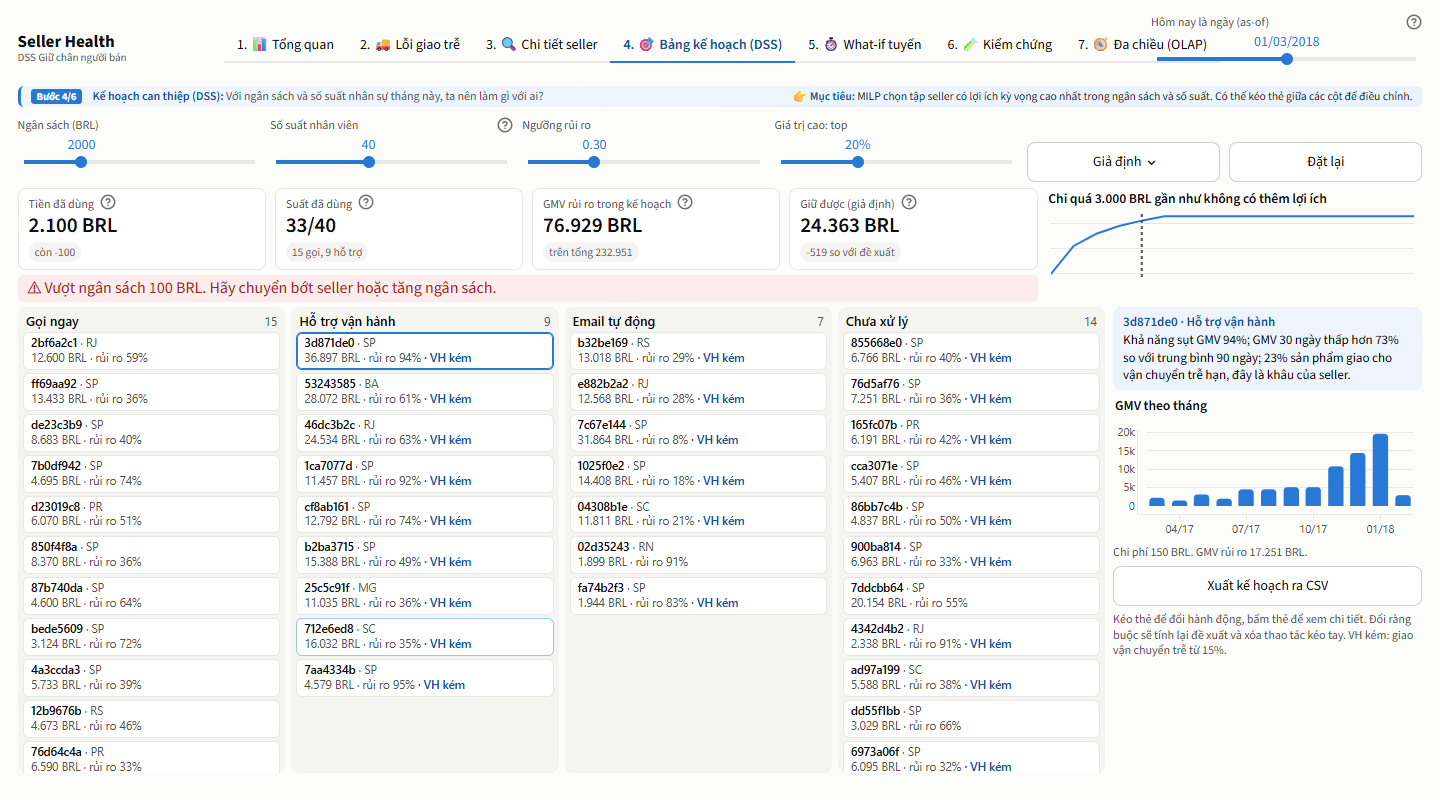 Seller Health
DSS Giữ chân người bán
1. 📊 Tổng quan
2. 🚚 Lỗi giao trễ
3. 🔍 Chi tiết seller
4. 🎯 Bảng kế hoạch (DSS)
5. ⏱ What-if tuyến
6. 🧪 Kiểm chứng
7. 🧭 Đa chiều (OLAP)
Hôm nay là ngày (as-of)
01/03/2018
Bước 4/6 Kế hoạch can thiệp (DSS): Với ngân sách và số suất nhân sự tháng này, ta nên làm gì với ai?
👉 Mục tiêu: MILP chọn tập seller có lợi ích kỳ vọng cao nhất trong ngân sách và số suất. Có thể kéo thẻ giữa các cột để điều chỉnh.
Ngân sách (BRL)
2000
Số suất nhân viên
40
Ngưỡng rủi ro
0.30
Giá trị cao: top
20%
Giả định
Đặt lại
Tiền đã dùng
2.100 BRL
còn -100
Suất đã dùng
33/40
15 gọi, 9 hỗ trợ
GMV rủi ro trong kế hoạch
76.929 BRL
trên tổng 232.951
Giữ được (giả định)
24.363 BRL
-519 so với đề xuất
Chi quá 3.000 BRL gần như không có thêm lợi ích
⚠ Vượt ngân sách 100 BRL. Hãy chuyển bớt seller hoặc tăng ngân sách.
Gọi ngay 15
2bf6a2c1 · RJ
12.600 BRL · rủi ro 59%
ff69aa92 · SP
13.433 BRL · rủi ro 36%
de23c3b9 · SP
8.683 BRL · rủi ro 40%
7b0df942 · SP
4.695 BRL · rủi ro 74%
d23019c8 · PR
6.070 BRL · rủi ro 51%
850f4f8a · SP
8.370 BRL · rủi ro 36%
87b740da · SP
4.600 BRL · rủi ro 64%
bede5609 · SP
3.124 BRL · rủi ro 72%
4a3ccda3 · SP
5.733 BRL · rủi ro 39%
12b9676b · RS
4.673 BRL · rủi ro 46%
76d64c4a · PR
6.590 BRL · rủi ro 33%
Hỗ trợ vận hành 9
3d871de0 · SP
36.897 BRL · rủi ro 94% · VH kém
53243585 · BA
28.072 BRL · rủi ro 61% · VH kém
46dc3b2c · RJ
24.534 BRL · rủi ro 63% · VH kém
1ca7077d · SP
11.457 BRL · rủi ro 92% · VH kém
cf8ab161 · SP
12.792 BRL · rủi ro 74% · VH kém
b2ba3715 · SP
15.388 BRL · rủi ro 49% · VH kém
25c5c91f · MG
11.035 BRL · rủi ro 36% · VH kém
712e6ed8 · SC
16.032 BRL · rủi ro 35% · VH kém
7aa4334b · SP
4.579 BRL · rủi ro 95% · VH kém
Email tự động 7
b32be169 · RS
13.018 BRL · rủi ro 29% · VH kém
e882b2a2 · RJ
12.568 BRL · rủi ro 28% · VH kém
7c67e144 · SP
31.864 BRL · rủi ro 8% · VH kém
1025f0e2 · SP
14.408 BRL · rủi ro 18% · VH kém
04308b1e · SC
11.811 BRL · rủi ro 21% · VH kém
02d35243 · RN
1.899 BRL · rủi ro 91%
fa74b2f3 · SP
1.944 BRL · rủi ro 83% · VH kém
Chưa xử lý 14
855668e0 · SP
6.766 BRL · rủi ro 40% · VH kém
76d5af76 · SP
7.251 BRL · rủi ro 36% · VH kém
165fc07b · PR
6.191 BRL · rủi ro 42% · VH kém
cca3071e · SP
5.407 BRL · rủi ro 46% · VH kém
86bb7c4b · SP
4.837 BRL · rủi ro 50% · VH kém
900ba814 · SP
6.963 BRL · rủi ro 33% · VH kém
7ddcbb64 · SP
20.154 BRL · rủi ro 55%
4342d4b2 · RJ
2.338 BRL · rủi ro 91% · VH kém
ad97a199 · SC
5.588 BRL · rủi ro 38% · VH kém
dd55f1bb · SP
3.029 BRL · rủi ro 66%
6973a06f · SP
6.095 BRL · rủi ro 32% · VH kém
3d871de0 · Hỗ trợ vận hành
Khả năng sụt GMV 94%; GMV 30 ngày thấp hơn 73%
so với trung bình 90 ngày; 23% sản phẩm giao cho
vận chuyển trễ hạn, đây là khâu của seller.
GMV theo tháng
20k
15k
10k
5k
0
04/17 07/17 10/17 01/18
Chi phí 150 BRL. GMV rủi ro 17.251 BRL.
Xuất kế hoạch ra CSV
Kéo thẻ để đổi hành động, bấm thẻ để xem chi tiết. Đổi ràng
buộc sẽ tính lại đề xuất và xóa thao tác kéo tay. VH kém: giao
vận chuyển trễ từ 15%.